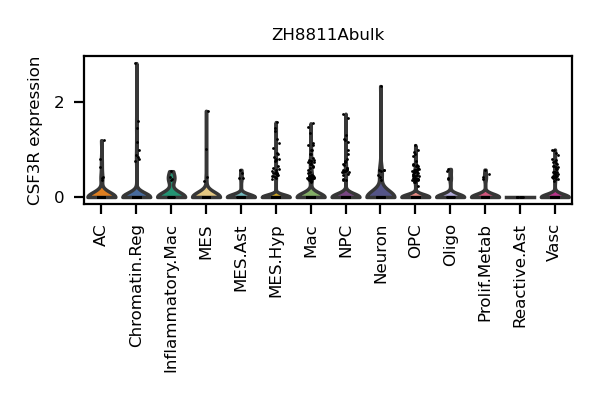 ZH8811Abulk
CSF3R expression
2
0
AC
Chromatin.Reg
Inflammatory.Mac
MES
MES.Ast
MES.Hyp
Mac
NPC
Neuron
OPC
Oligo
Prolif.Metab
Reactive.Ast
Vasc